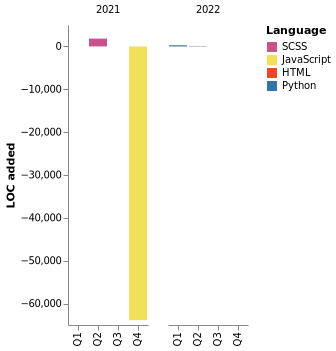 2021 2022
Language
SCSS
JavaScript
HTML
Python
LOC added
0
−10,000
−20,000
−30,000
−40,000
−50,000
−60,000
Q1 Q2 Q3 Q4 Q1 Q2 Q3 Q4